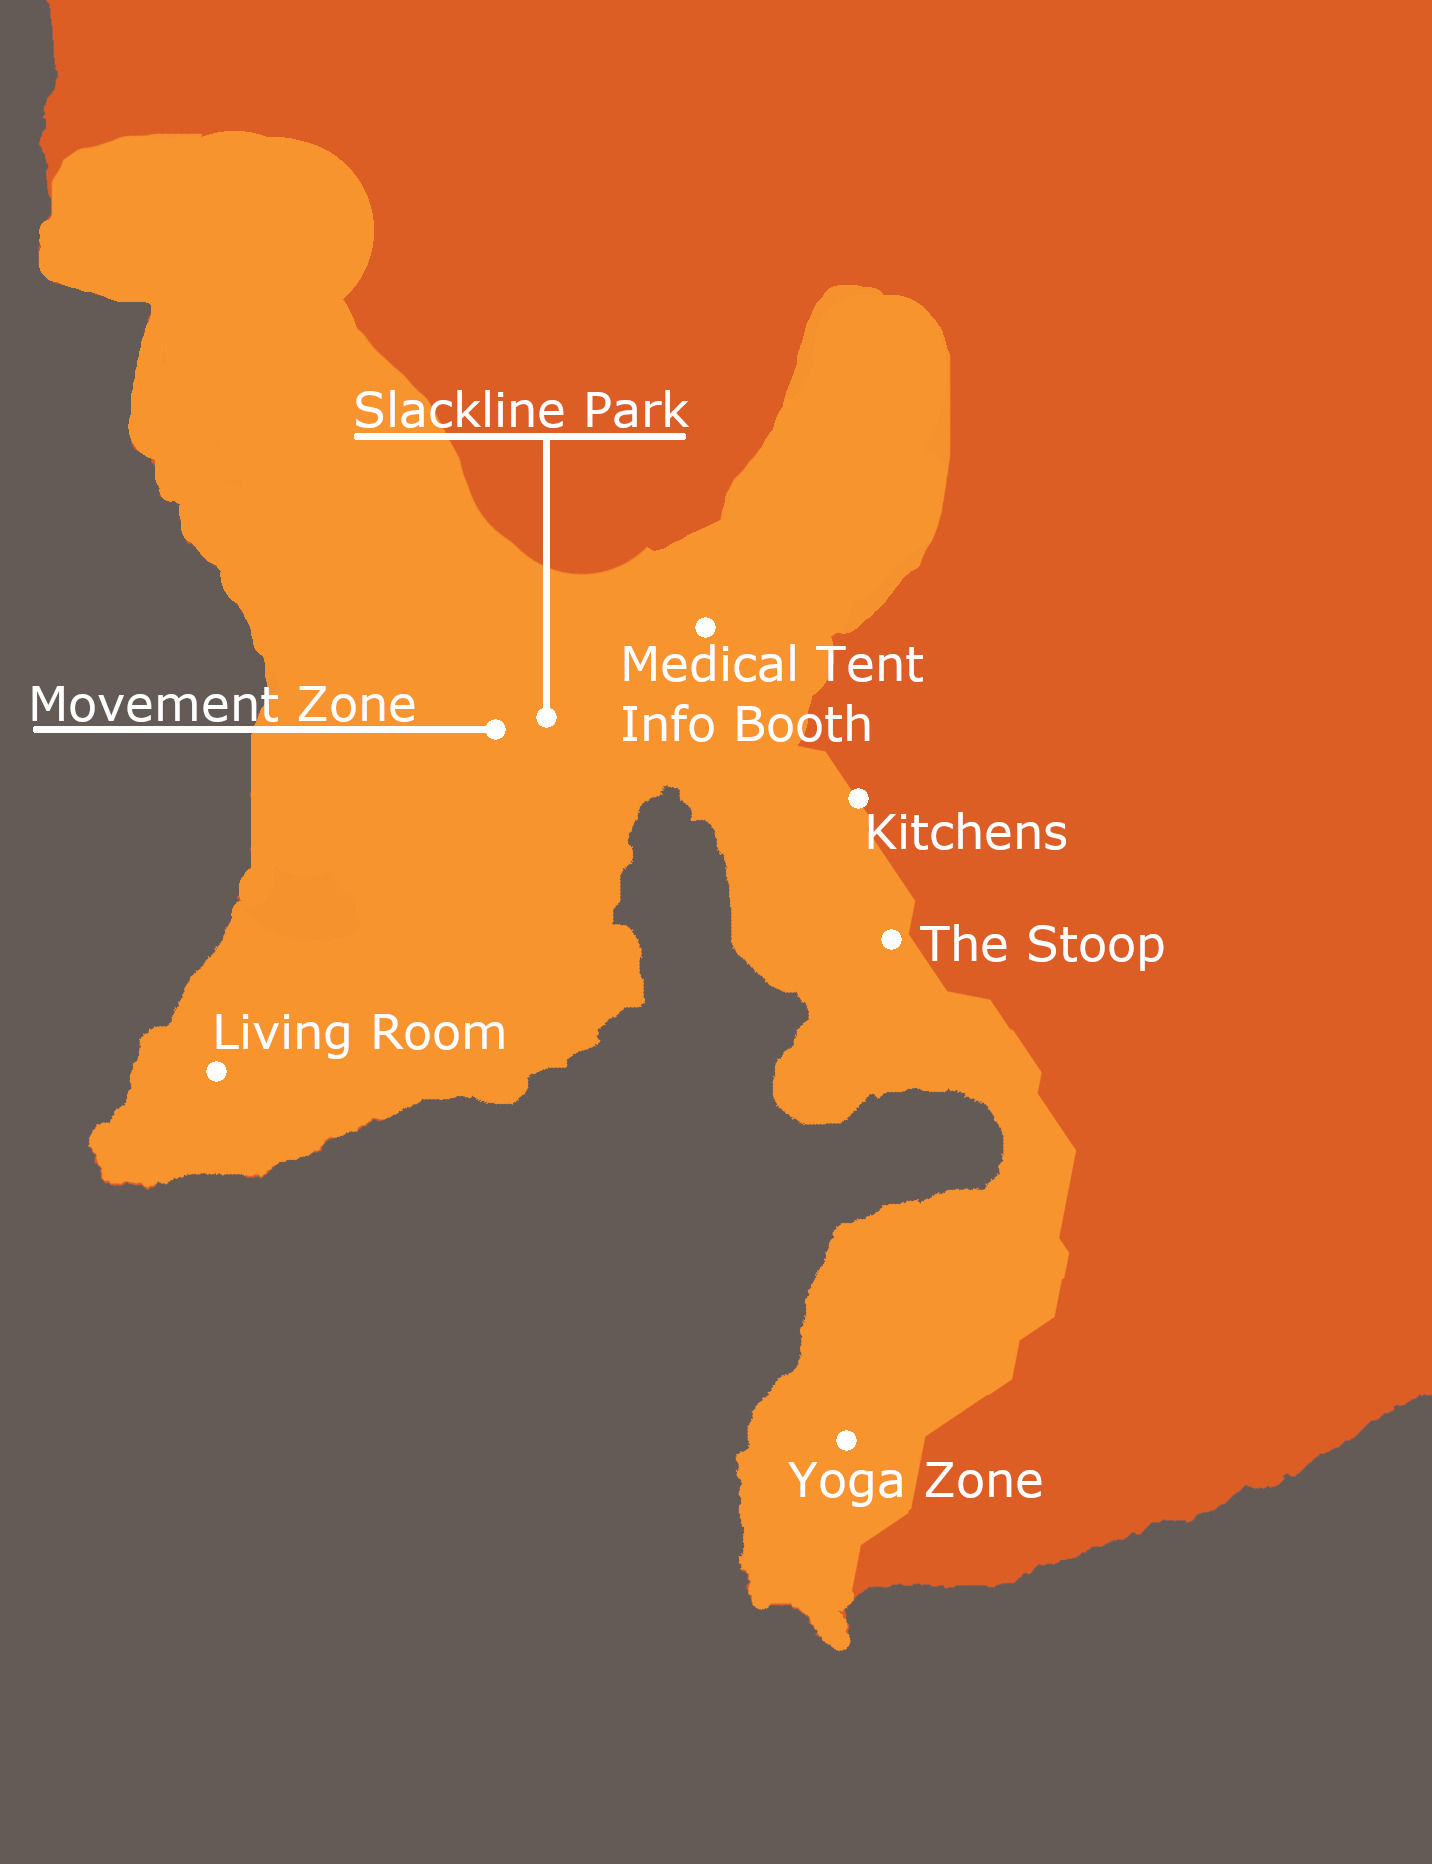 Slackline Park
Medical Tent
Info Booth
Movement Zone
Kitchens
The Stoop
Living Room
Yoga Zone